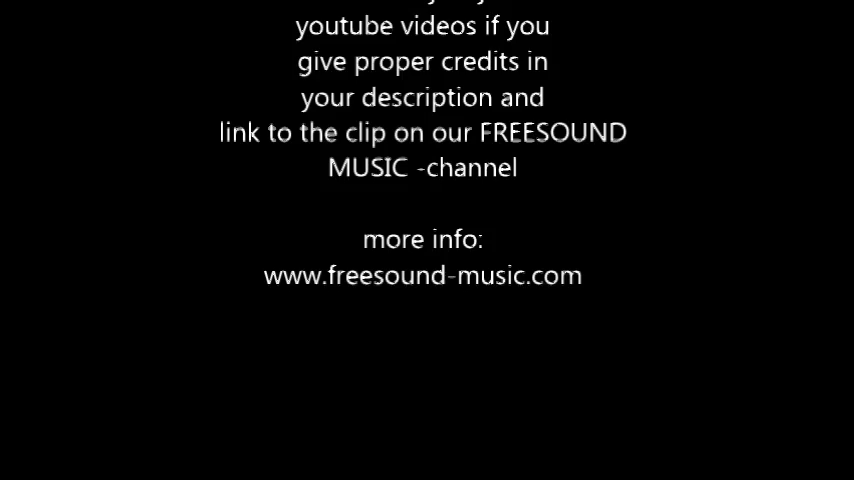 youtube videos if you
give proper credits in
your description and
link to the clip on our FREESOUND
MUSIC -channel
more info:
www.freesound-music.com